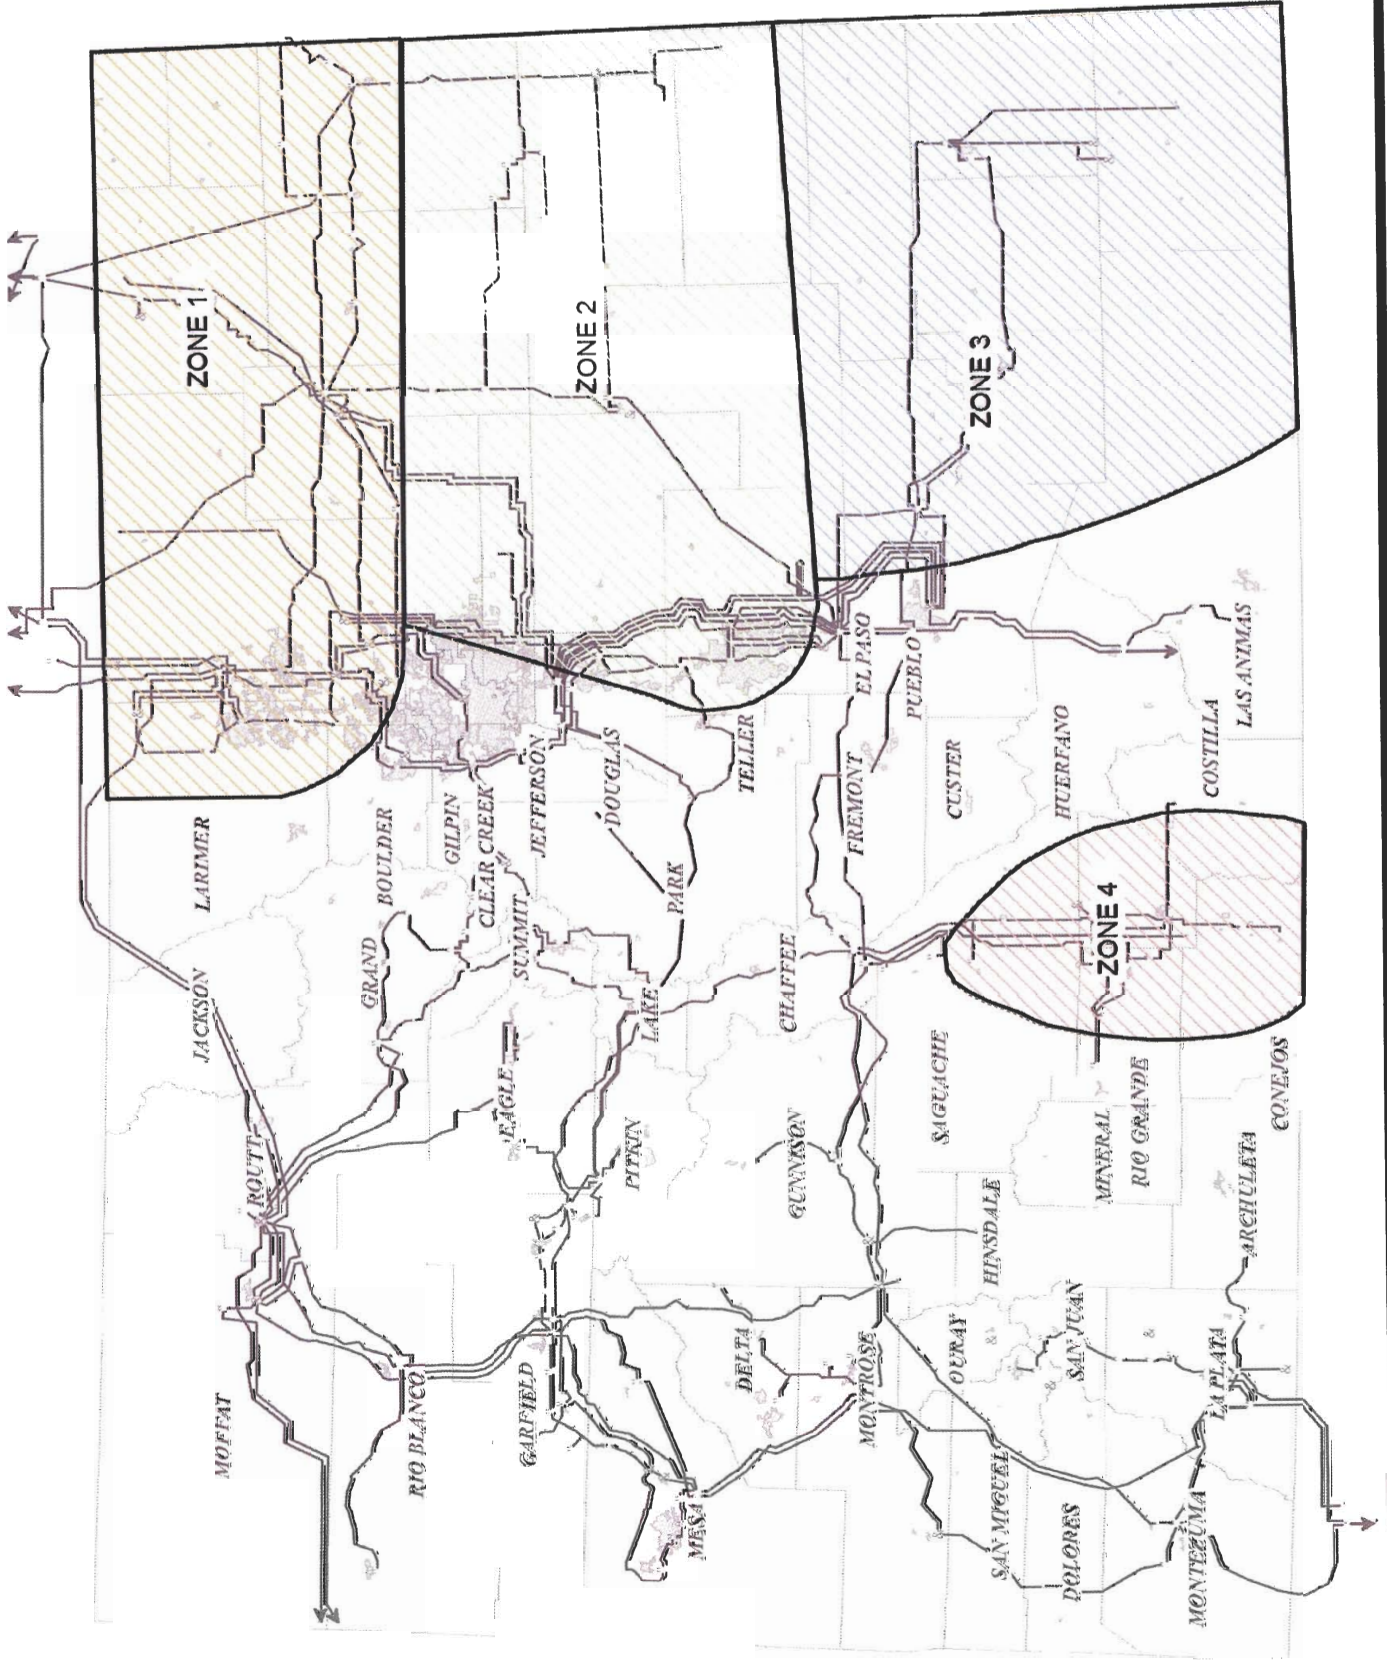 ZONE 1
ZONE 2
ZONE 3
ZONE 4
LARIMER
BOULDER
GILPIN
CLEAR CREEK
JEFFERSON
DOUGLAS
TELLER
EL PASO
PUEBLO
FREMONT
CUSTER
HUERFANO
COSTILLA
LAS ANIMAS
JACKSON
GRAND
SUMMIT
PARK
LAKE
CHAFFEE
SAGUACHE
CONEJOS
ROUTT
EAGLE
PITKIN
GUNNISON
HINSDALE
MINERAL
RIO GRANDE
ARCHULETA
MOFFAT
RIO BLANCO
GARFIELD
DELTA
MESA
MONTROSE
OURAY
SAN JUAN
LA PLATA
SAN MIGUEL
DOLORES
MONTEZUMA